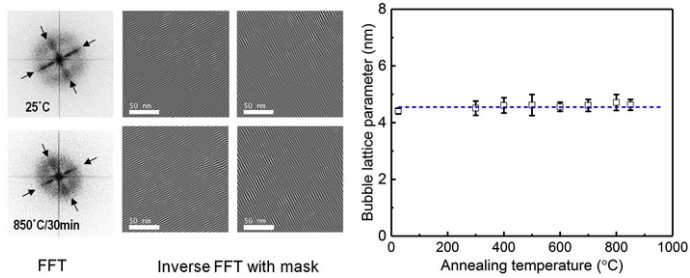 25°C
50 nm
50 nm
850°C/30min
50 nm
50 nm
FFT
Inverse FFT with mask
Bubble lattice parameter (nm)
8
6
4
2
0
0 200 400 600 800 1000
Annealing temperature (°C)